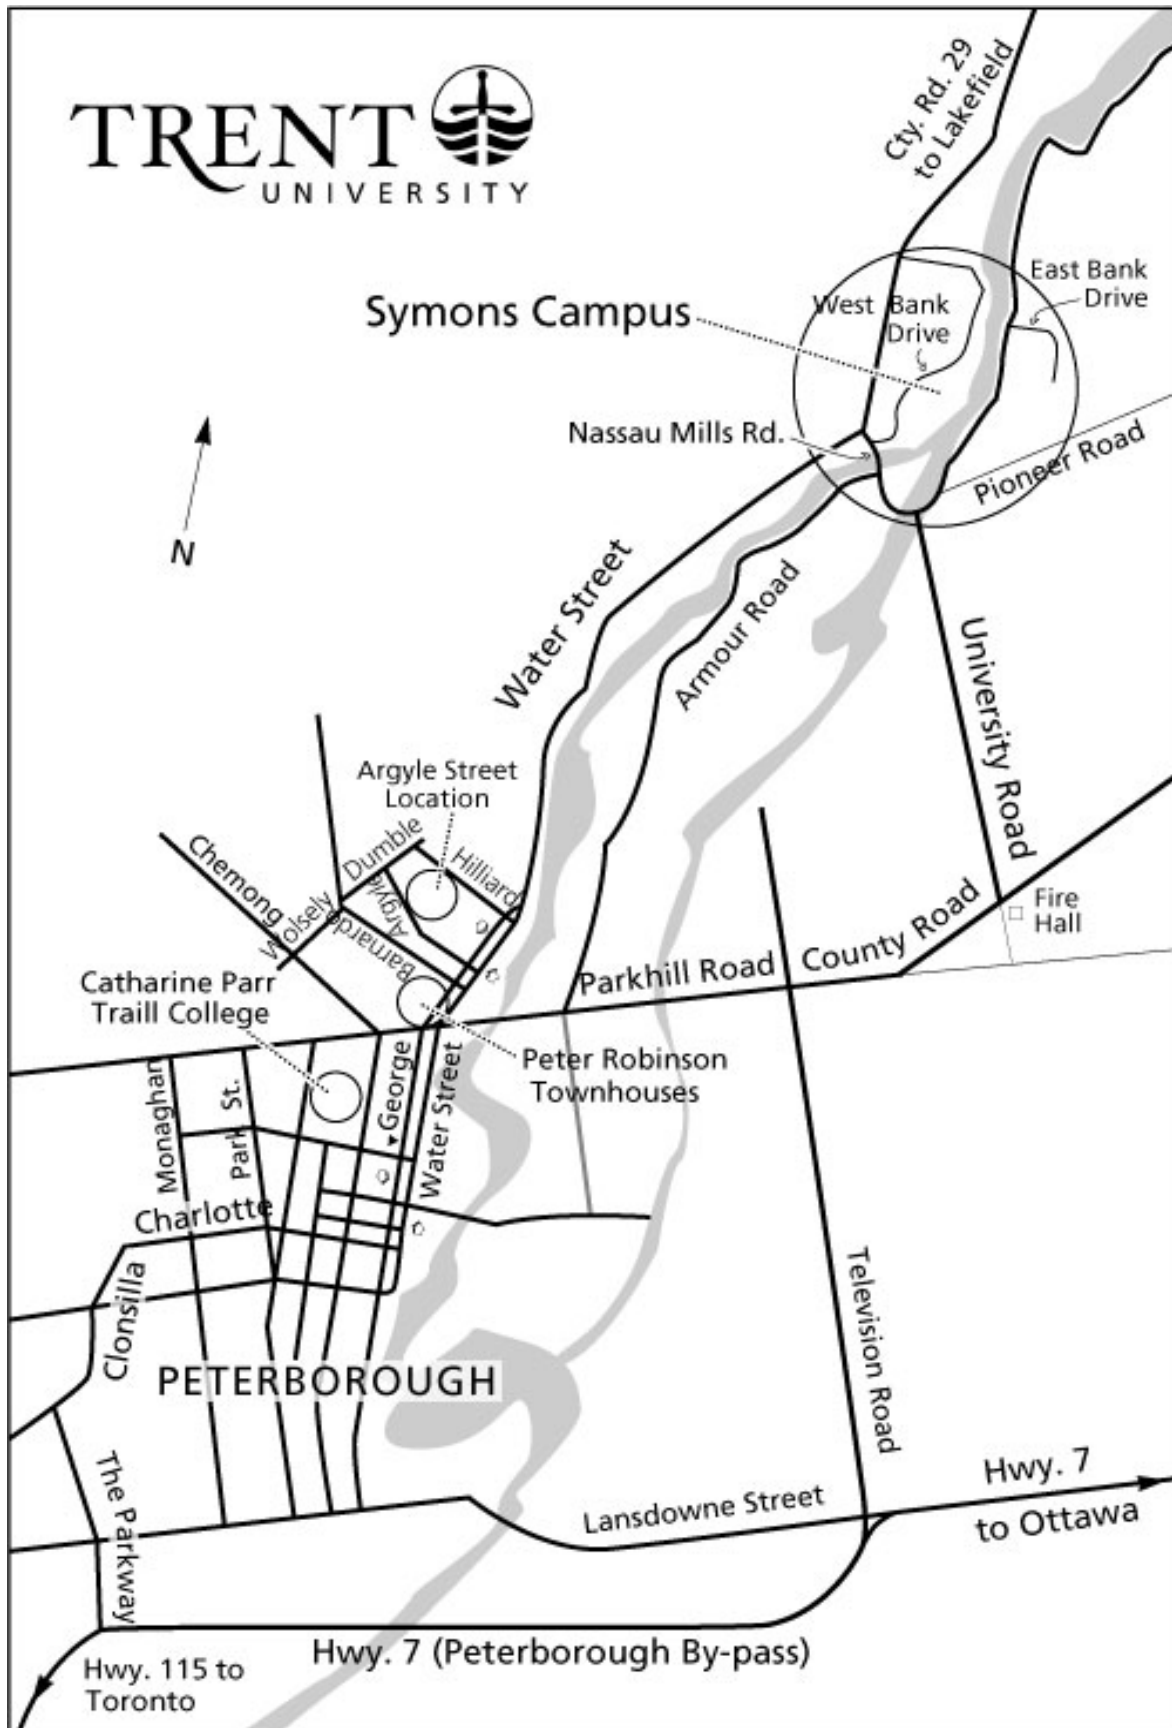 TRENT
UNIVERSITY
Cty. Rd. 29
to Lakefield
Symons Campus
West Bank
Drive
East Bank
Drive
Nassau Mills Rd.
Pioneer Road
N
Water Street
Armour Road
University Road
Argyle Street
Location
Dumble
Hilliard
Chemong
Wolsely
Argyle
Barnardo
Fire
Hall
County Road
Parkhill Road
Catharine Parr
Traill College
Peter Robinson
Townhouses
Monaghan
Park St.
George
Water Street
Charlotte
Clonsilla
Television Road
PETERBOROUGH
The Parkway
Lansdowne Street
Hwy. 7
to Ottawa
Hwy. 7 (Peterborough By-pass)
Hwy. 115 to
Toronto